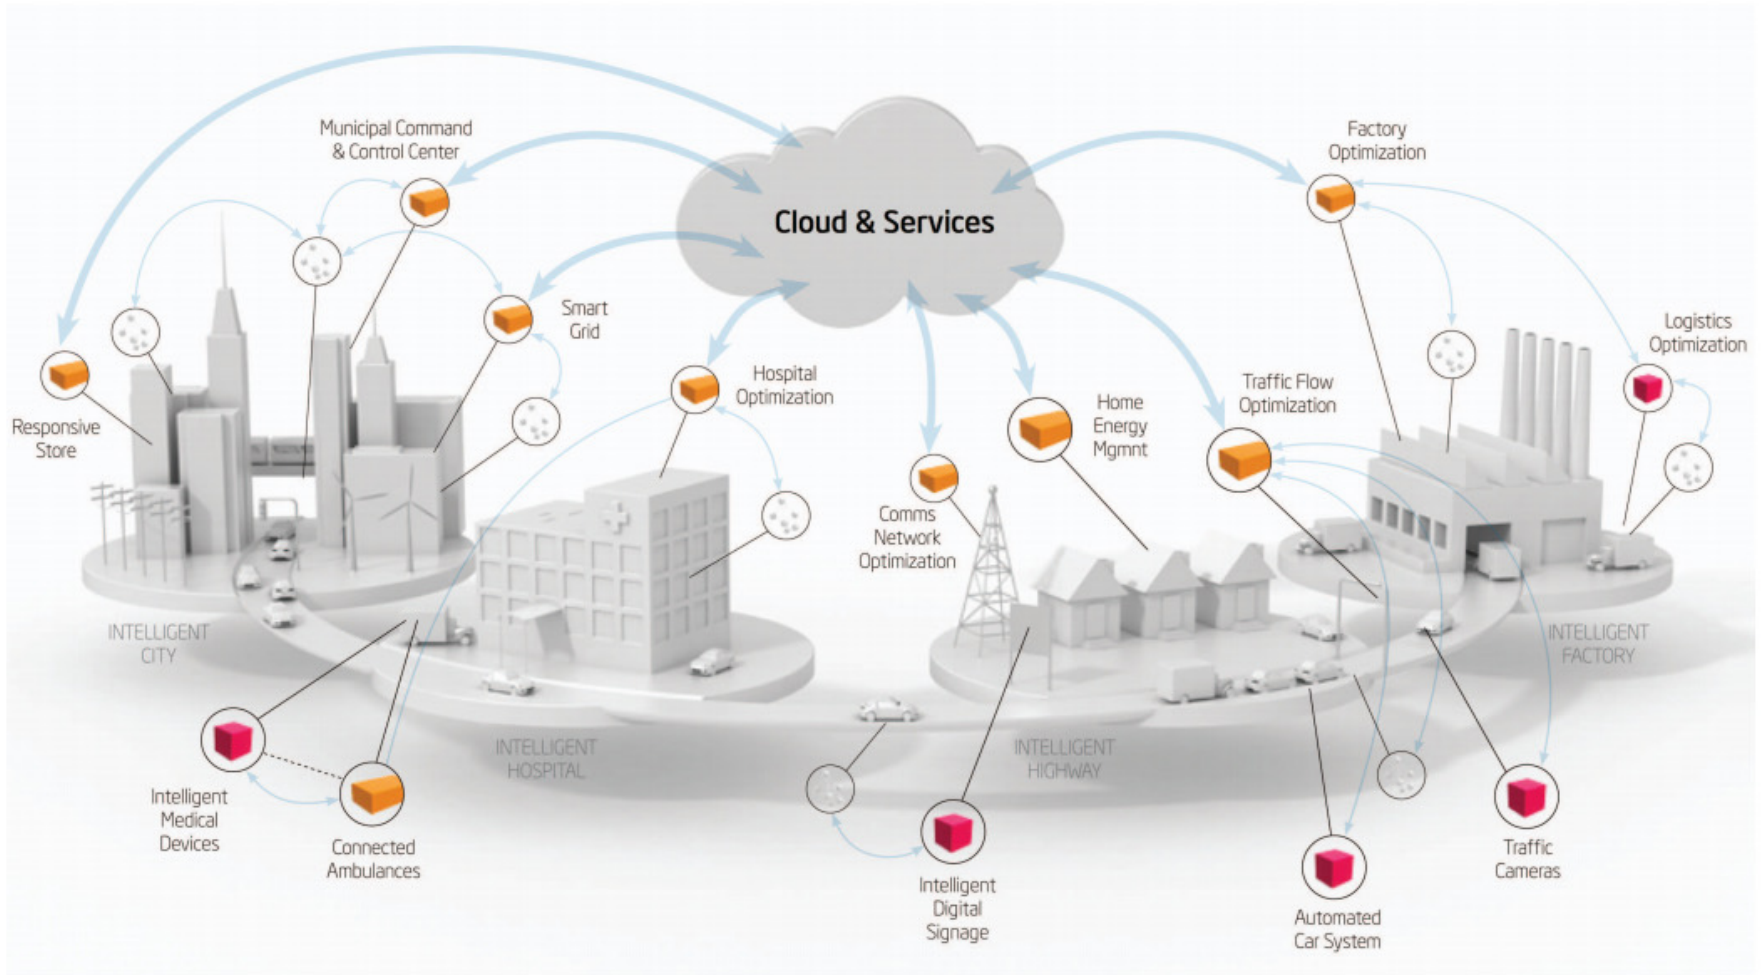 Municipal Command
& Control Center
Factory
Optimization
Cloud & Services
Smart
Grid
Logistics
Optimization
Hospital
Optimization
Traffic Flow
Optimization
Home
Energy
Mgmnt
Responsive
Store
Comms
Network
Optimization
INTELLIGENT
CITY
INTELLIGENT
FACTORY
INTELLIGENT
HOSPITAL
INTELLIGENT
HIGHWAY
Intelligent
Medical
Devices
Connected
Ambulances
Intelligent
Digital
Signage
Traffic
Cameras
Automated
Car System